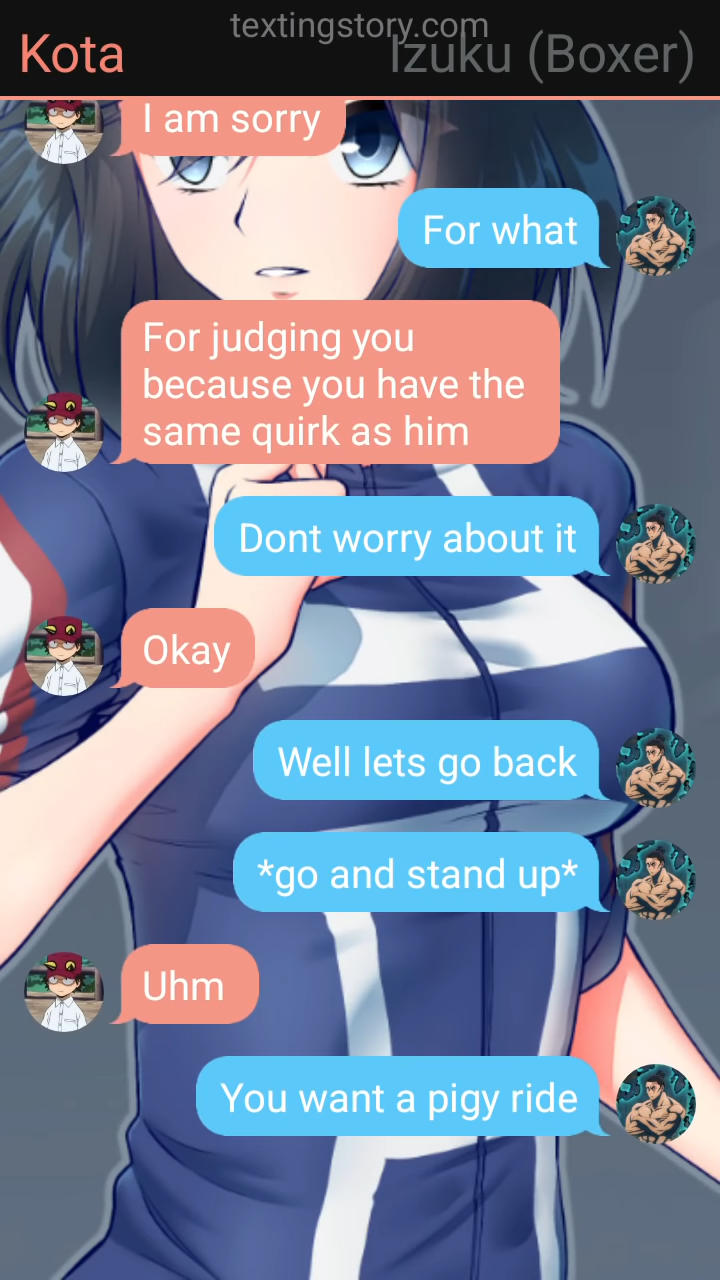 textingstory.com
Kota
Izuku (Boxer)
I am sorry
For what
For judging you
because you have the
same quirk as him
Dont worry about it
Okay
Well lets go back
*go and stand up*
Uhm
You want a pigy ride